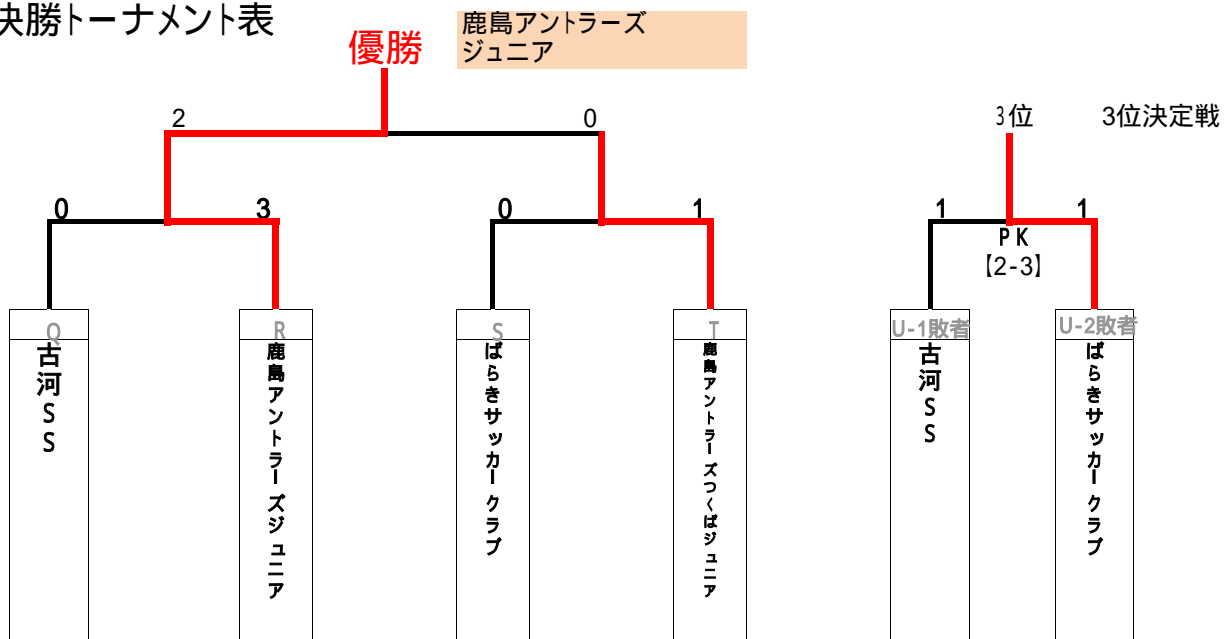 決勝トーナメント表
優勝
鹿島アントラーズ
ジュニア
2
0
3位
3位決定戦
0
3
0
1
1
1
PK
【2-3】
Q
R
S
T
U-1敗者
U-2敗者
古河SS
鹿島アントラーズジュニア
ばらきサッカークラブ
鹿島アントラーズつくばジュニア
古河SS
ばらきサッカークラブ